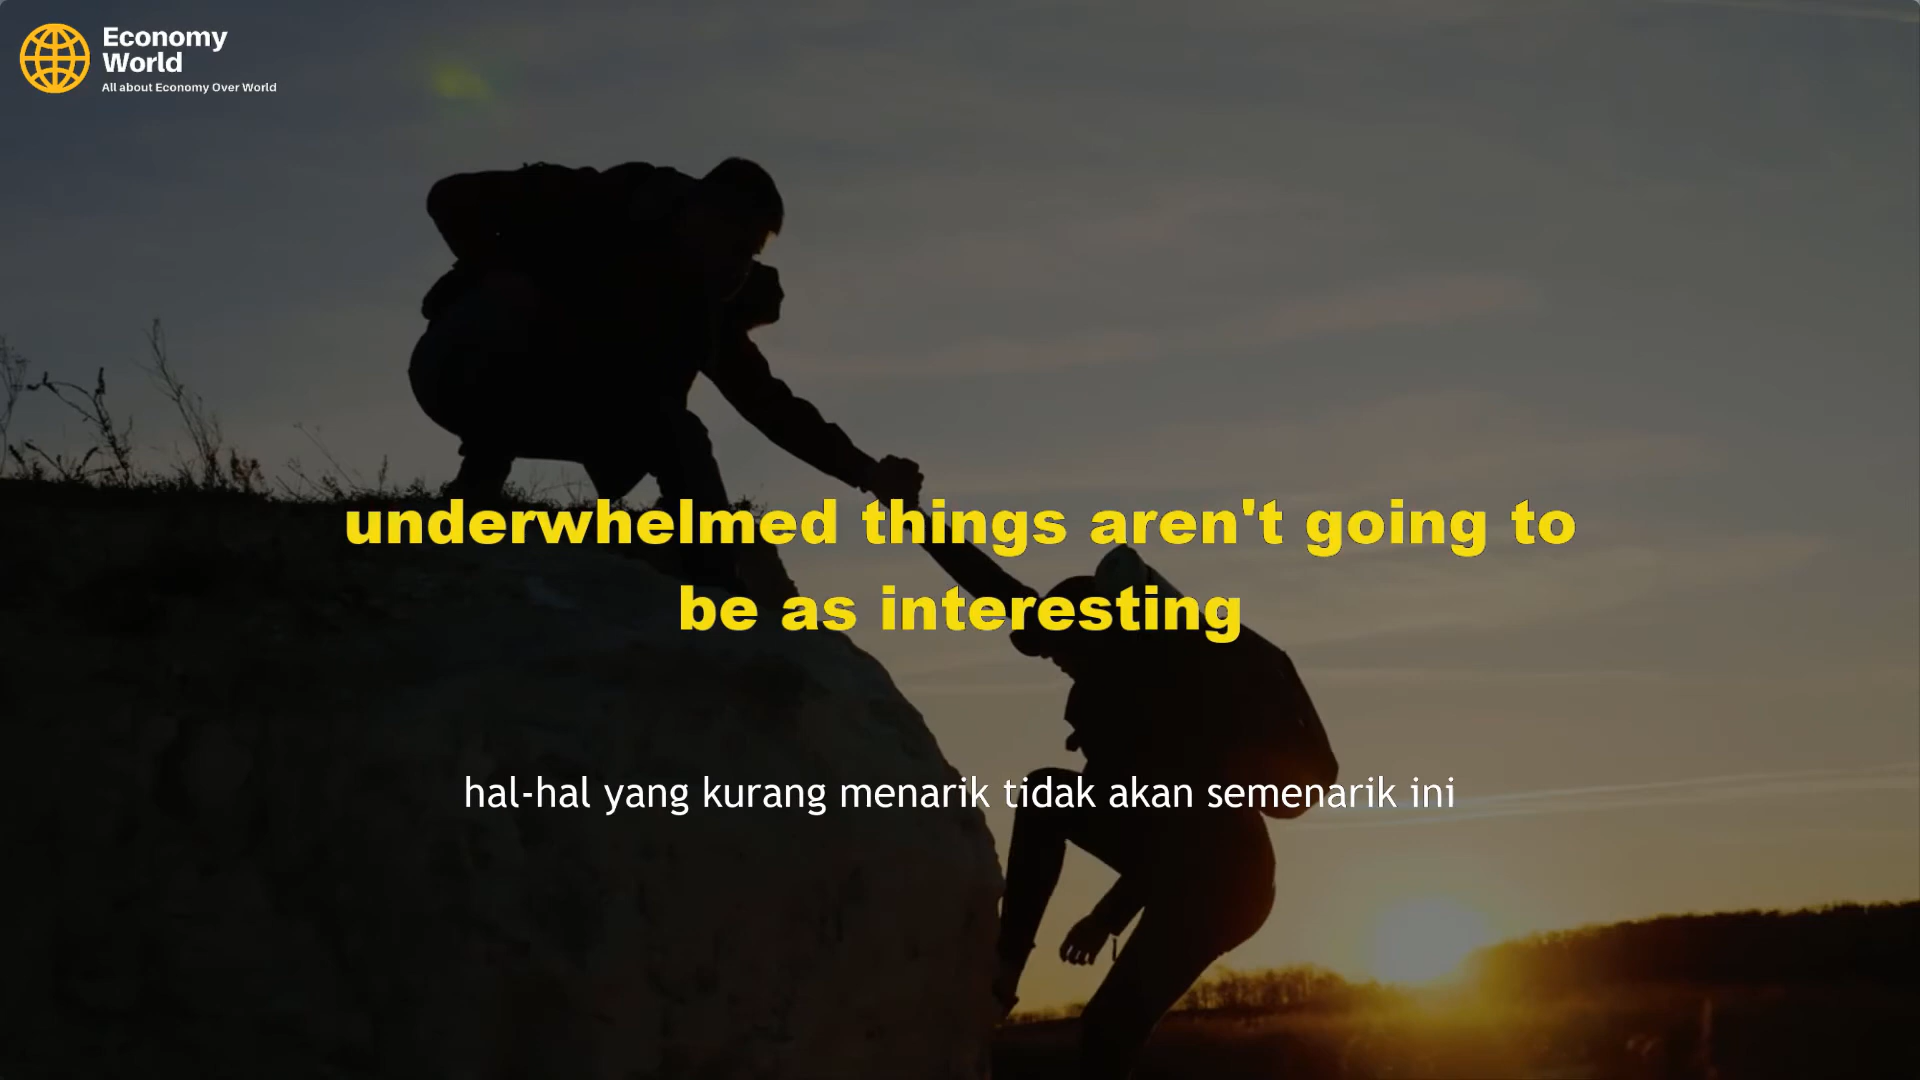 Economy
World
All about Economy Over World
underwhelmed things aren't going to
be as interesting
hal-hal yang kurang menarik tidak akan semenarik ini